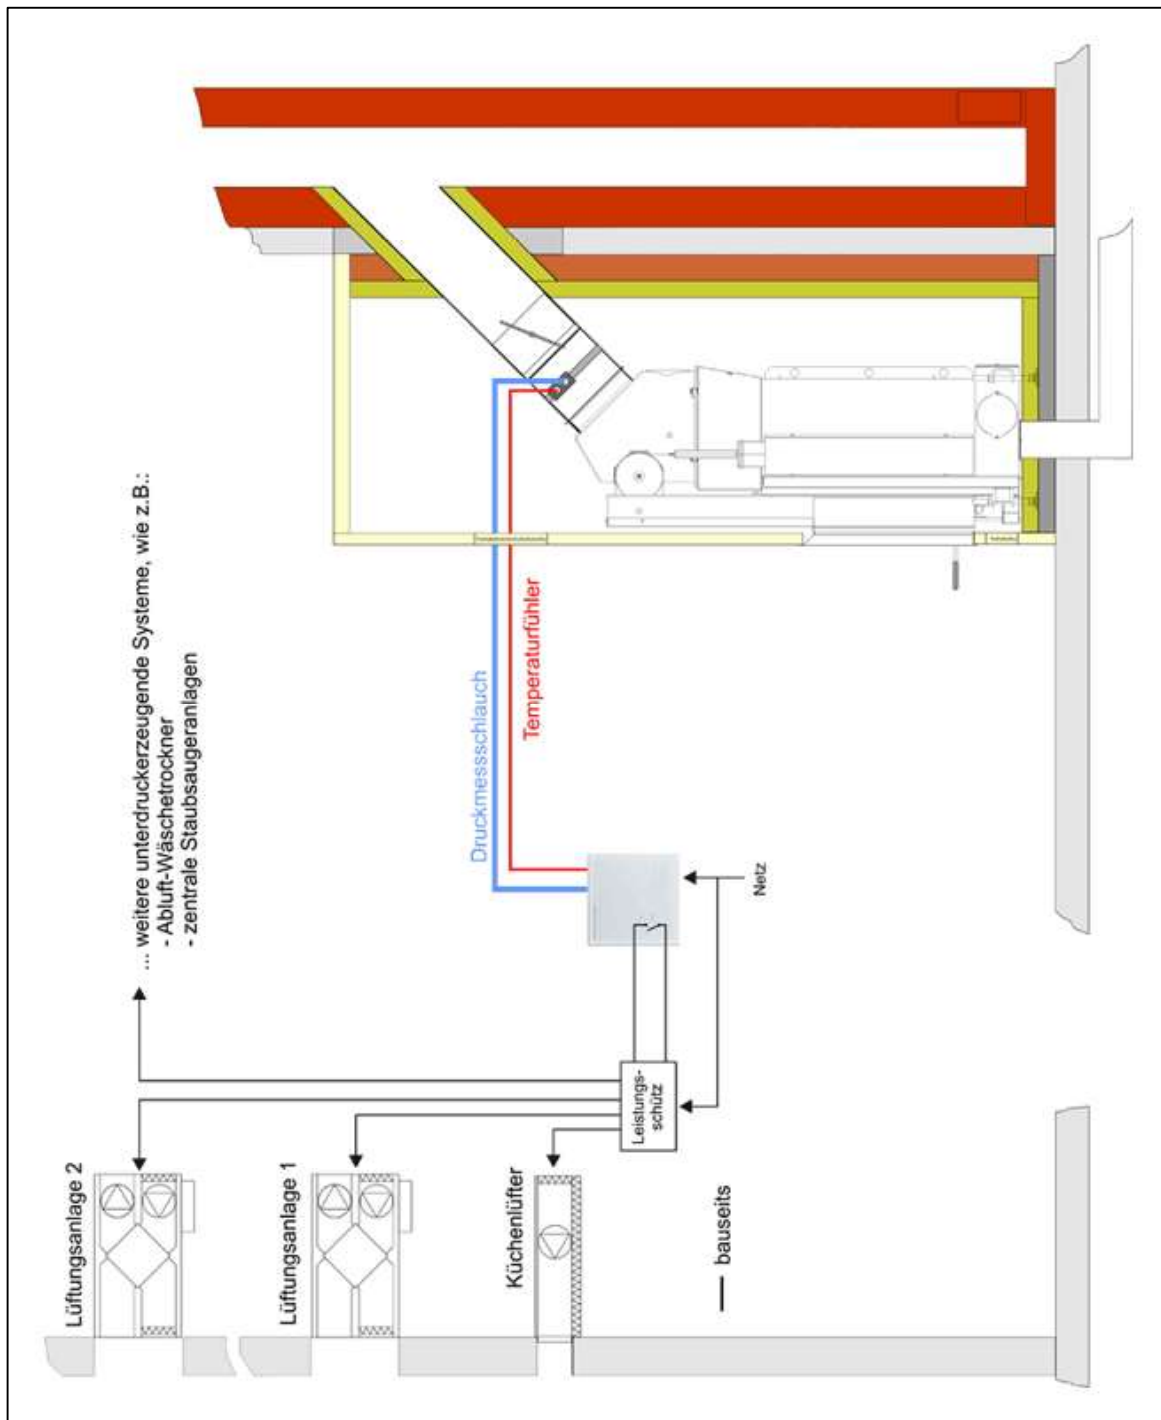 Lüftungsanlage 2
Lüftungsanlage 1
Küchenlüfter
bauseits
... weitere unterdruckerzeugende Systeme, wie z.B.:
- Abluft-Wäschetrockner
- zentrale Staubsaugeranlagen
Leistungs-
schütz
Netz
Druckmessschlauch
Temperaturfühler